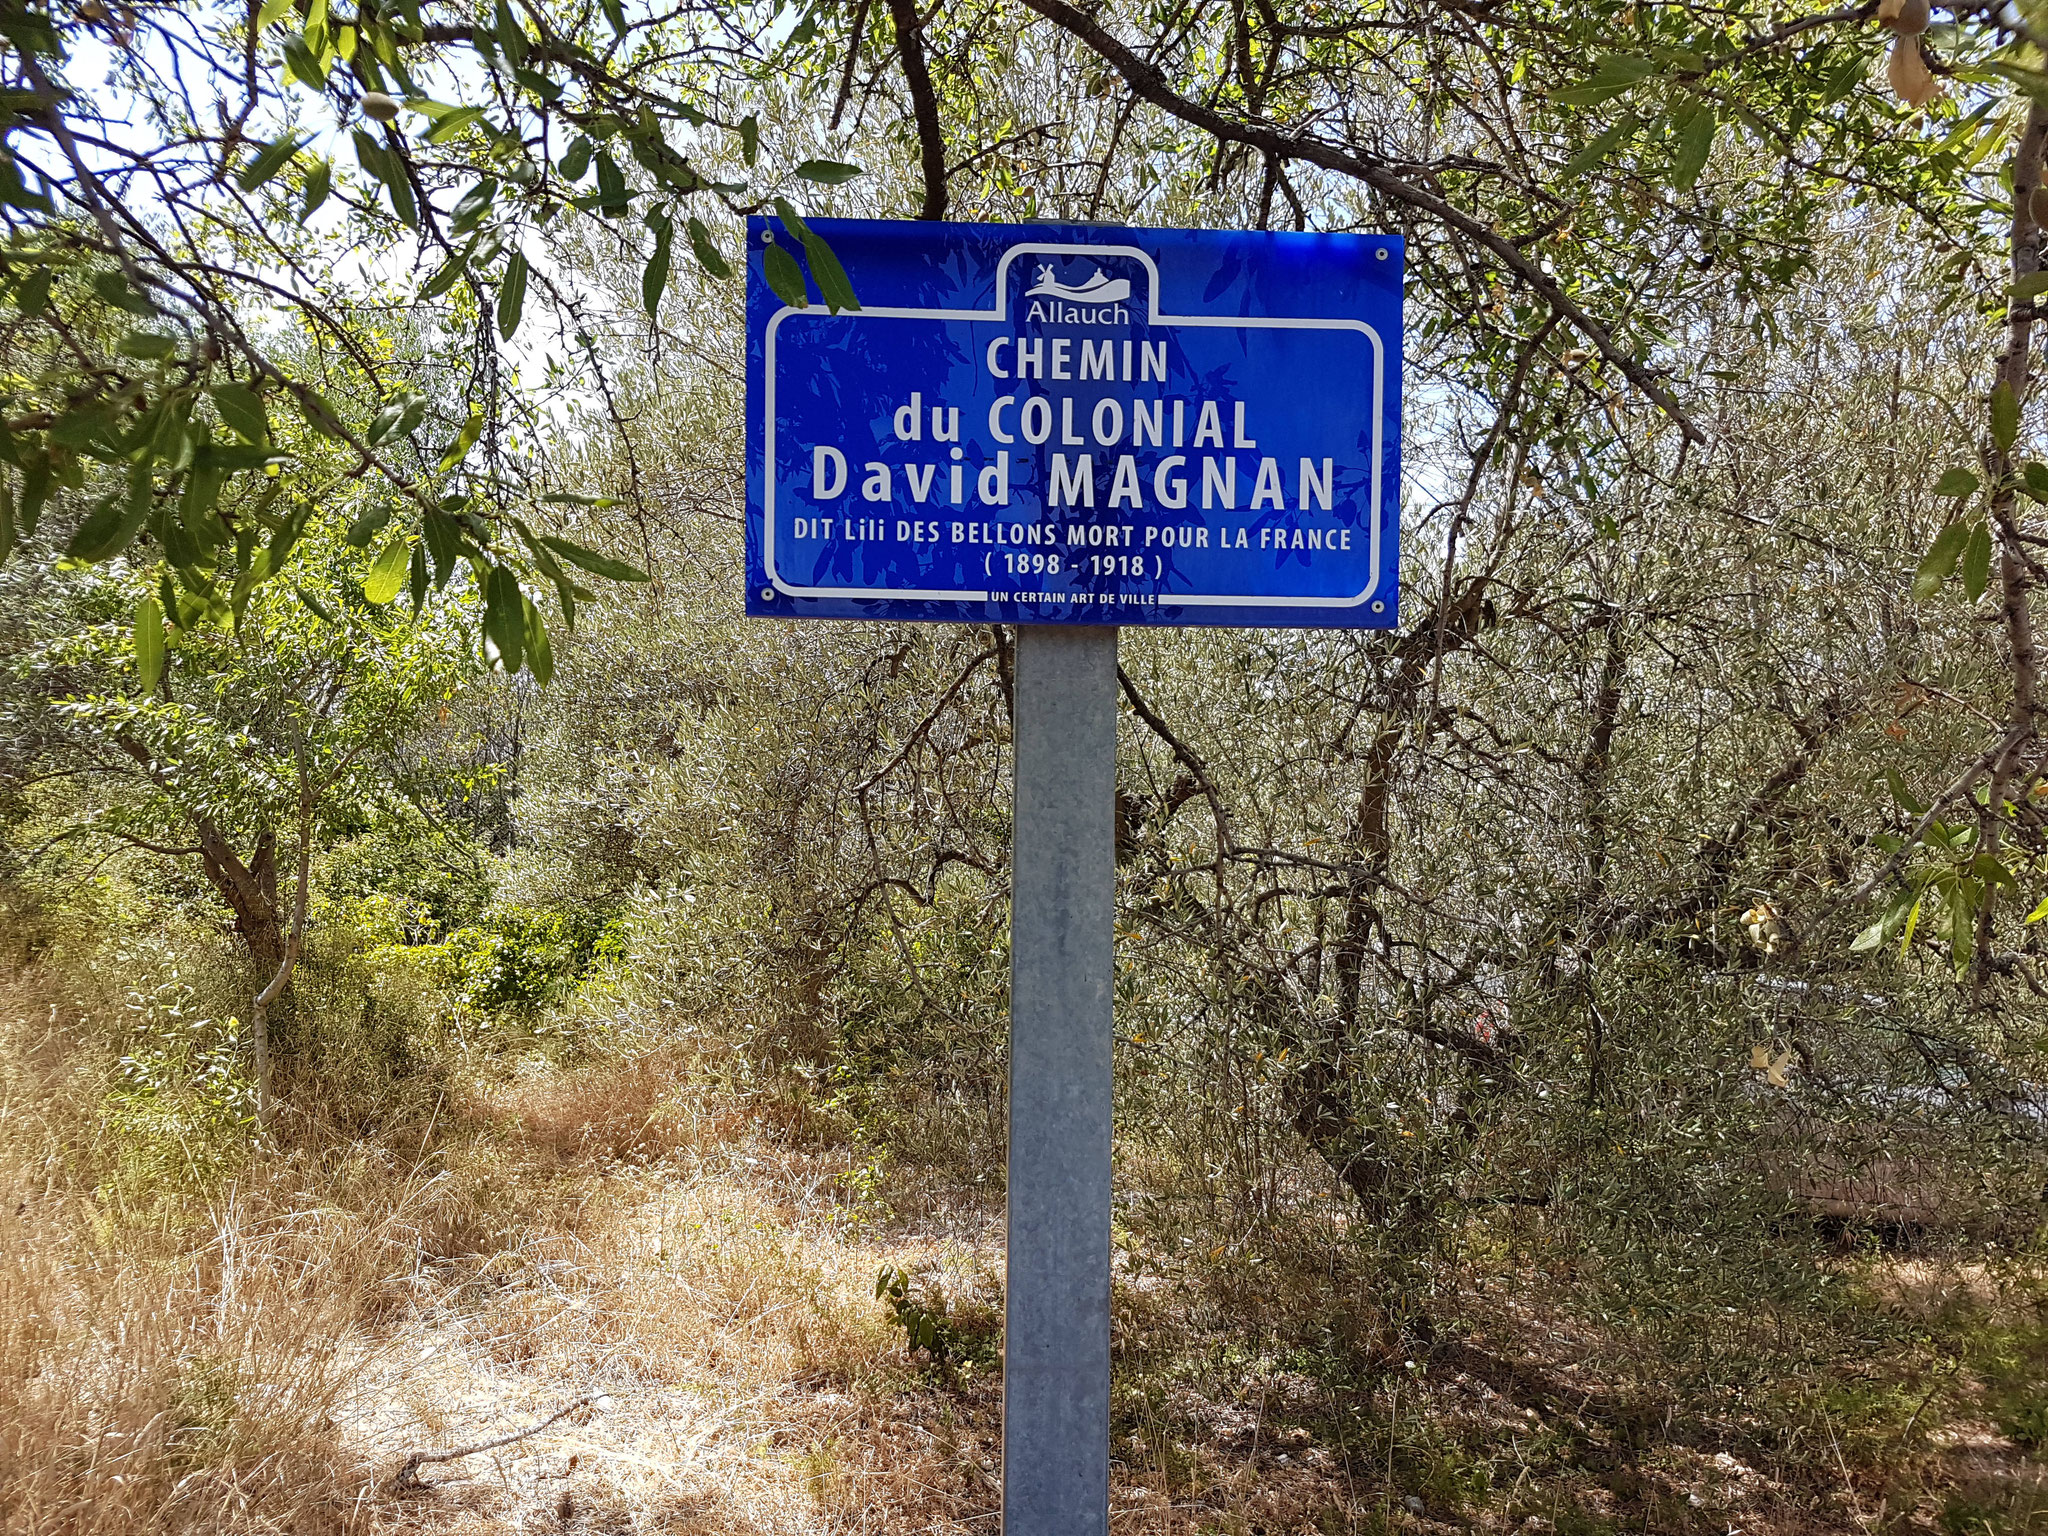 Allauch
CHEMIN
du COLONIAL
David MAGNAN
DIT Lili DES BELLONS MORT POUR LA FRANCE
( 1898 - 1918 )
UN CERTAIN ART DE VILLE